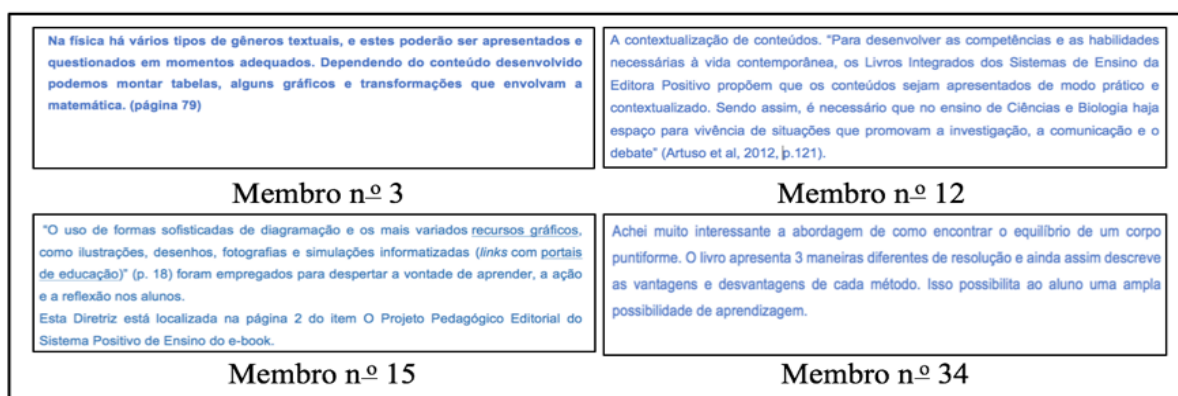 Na física há vários tipos de gêneros textuais, e estes poderão ser apresentados e
questionados em momentos adequados. Dependendo do conteúdo desenvolvido
podemos montar tabelas, alguns gráficos e transformações que envolvam a
matemática. (página 79)
Membro n.º 3
A contextualização de conteúdos. “Para desenvolver as competências e as habilidades
necessárias à vida contemporânea, os Livros Integrados dos Sistemas de Ensino da
Editora Positivo propõem que os conteúdos sejam apresentados de modo prático e
contextualizado. Sendo assim, é necessário que no ensino de Ciências e Biologia haja
espaço para vivência de situações que promovam a investigação, a comunicação e o
debate” (Artuso et al, 2012, p.121).
Membro n.º 12
“O uso de formas sofisticadas de diagramação e os mais variados recursos gráficos,
como ilustrações, desenhos, fotografias e simulações informatizadas (links com portais
de educação)” (p. 18) foram empregados para despertar a vontade de aprender, a ação
e a reflexão nos alunos.
Esta Diretriz está localizada na página 2 do item O Projeto Pedagógico Editorial do
Sistema Positivo de Ensino do e-book.
Membro n.º 15
Achei muito interessante a abordagem de como encontrar o equilíbrio de um corpo
puntiforme. O livro apresenta 3 maneiras diferentes de resolução e ainda assim descreve
as vantagens e desvantagens de cada método. Isso possibilita ao aluno uma ampla
possibilidade de aprendizagem.
Membro n.º 34